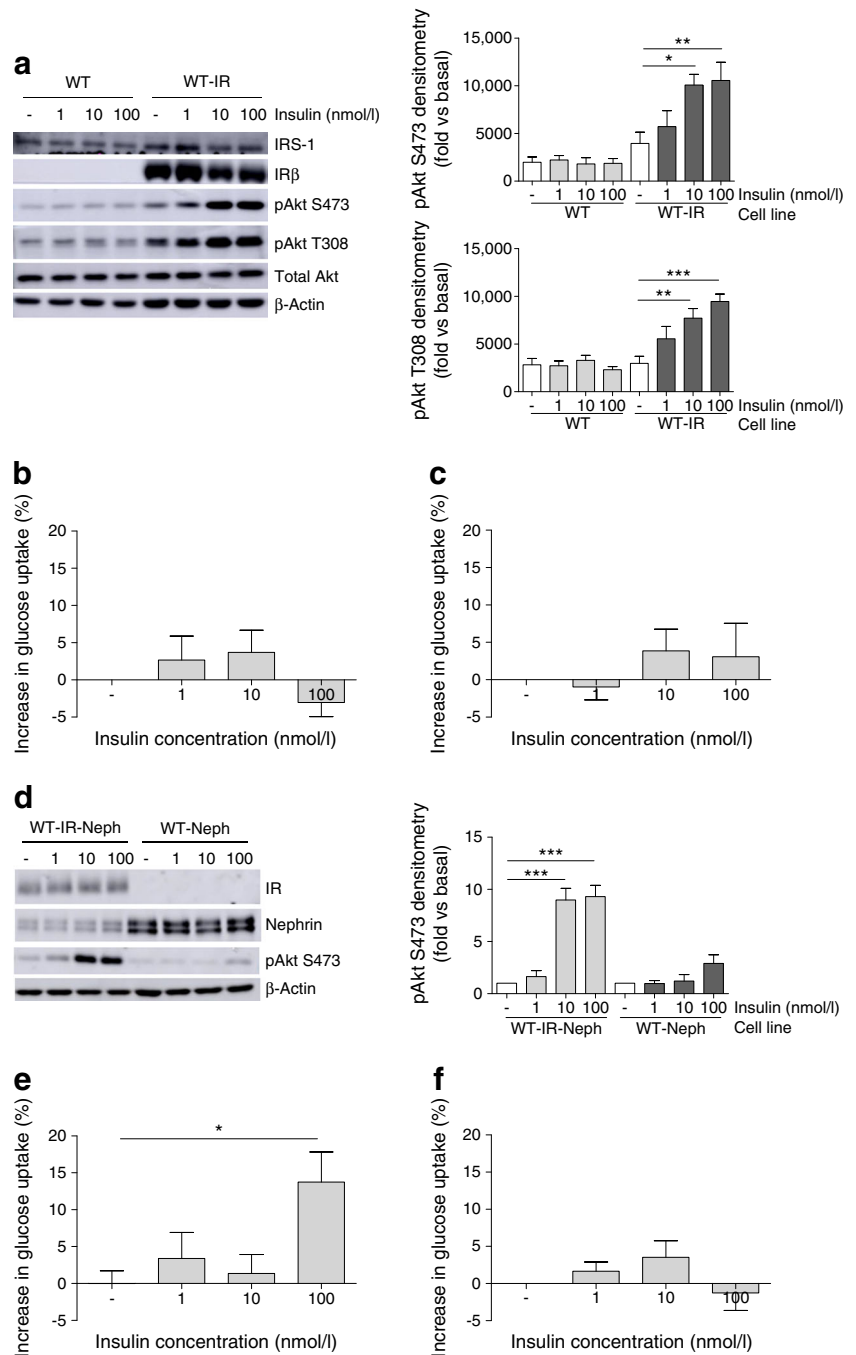 a
WT WT-IR
- 1 10 100 - 1 10 100 Insulin (nmol/l)
IRS-1
IRβ
pAkt S473
pAkt T308
Total Akt
β-Actin
pAkt S473 densitometry
(fold vs basal)
15,000
10,000
5000
0
**
*
- 1 10 100 - 1 10 100 Insulin (nmol/l)
WT WT-IR Cell line
pAkt T308 densitometry
(fold vs basal)
15,000
10,000
5000
0
***
**
- 1 10 100 - 1 10 100 Insulin (nmol/l)
WT WT-IR Cell line
b
Increase in glucose uptake (%)
20
15
10
5
0
-5
- 1 10 100
Insulin concentration (nmol/l)
c
Increase in glucose uptake (%)
20
15
10
5
0
-5
- 1 10 100
Insulin concentration (nmol/l)
d
WT-IR-Neph WT-Neph
- 1 10 100 - 1 10 100
IR
Nephrin
pAkt S473
β-Actin
pAkt S473 densitometry
(fold vs basal)
15
10
5
0
***
***
- 1 10 100 - 1 10 100 Insulin (nmol/l)
WT-IR-Neph WT-Neph Cell line
e
Increase in glucose uptake (%)
20
15
10
5
0
-5
*
- 1 10 100
Insulin concentration (nmol/l)
f
Increase in glucose uptake (%)
20
15
10
5
0
-5
- 1 10 100
Insulin concentration (nmol/l)